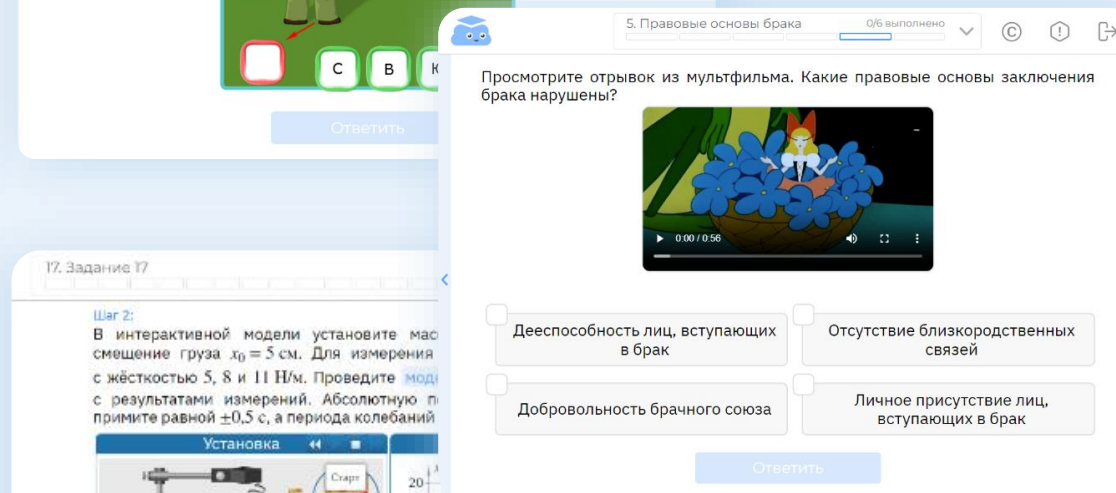 С
В
Ответить
17. Задание 17
Шаг 2:
В интерактивной модели установите мас
смещение груза x₀ = 5 см. Для измерения
с жёсткостью 5, 8 и 11 Н/м. Проведите моде
с результатами измерений. Абсолютную п
примите равной ±0,5 с, а периода колебаний
Установка
Старт
20
5. Правовые основы брака
0/6 выполнено
Просмотрите отрывок из мультфильма. Какие правовые основы заключения
брака нарушены?
0:00 / 0:56
Дееспособность лиц, вступающих
в брак
Отсутствие близкородственных
связей
Добровольность брачного союза
Личное присутствие лиц,
вступающих в брак
Ответить